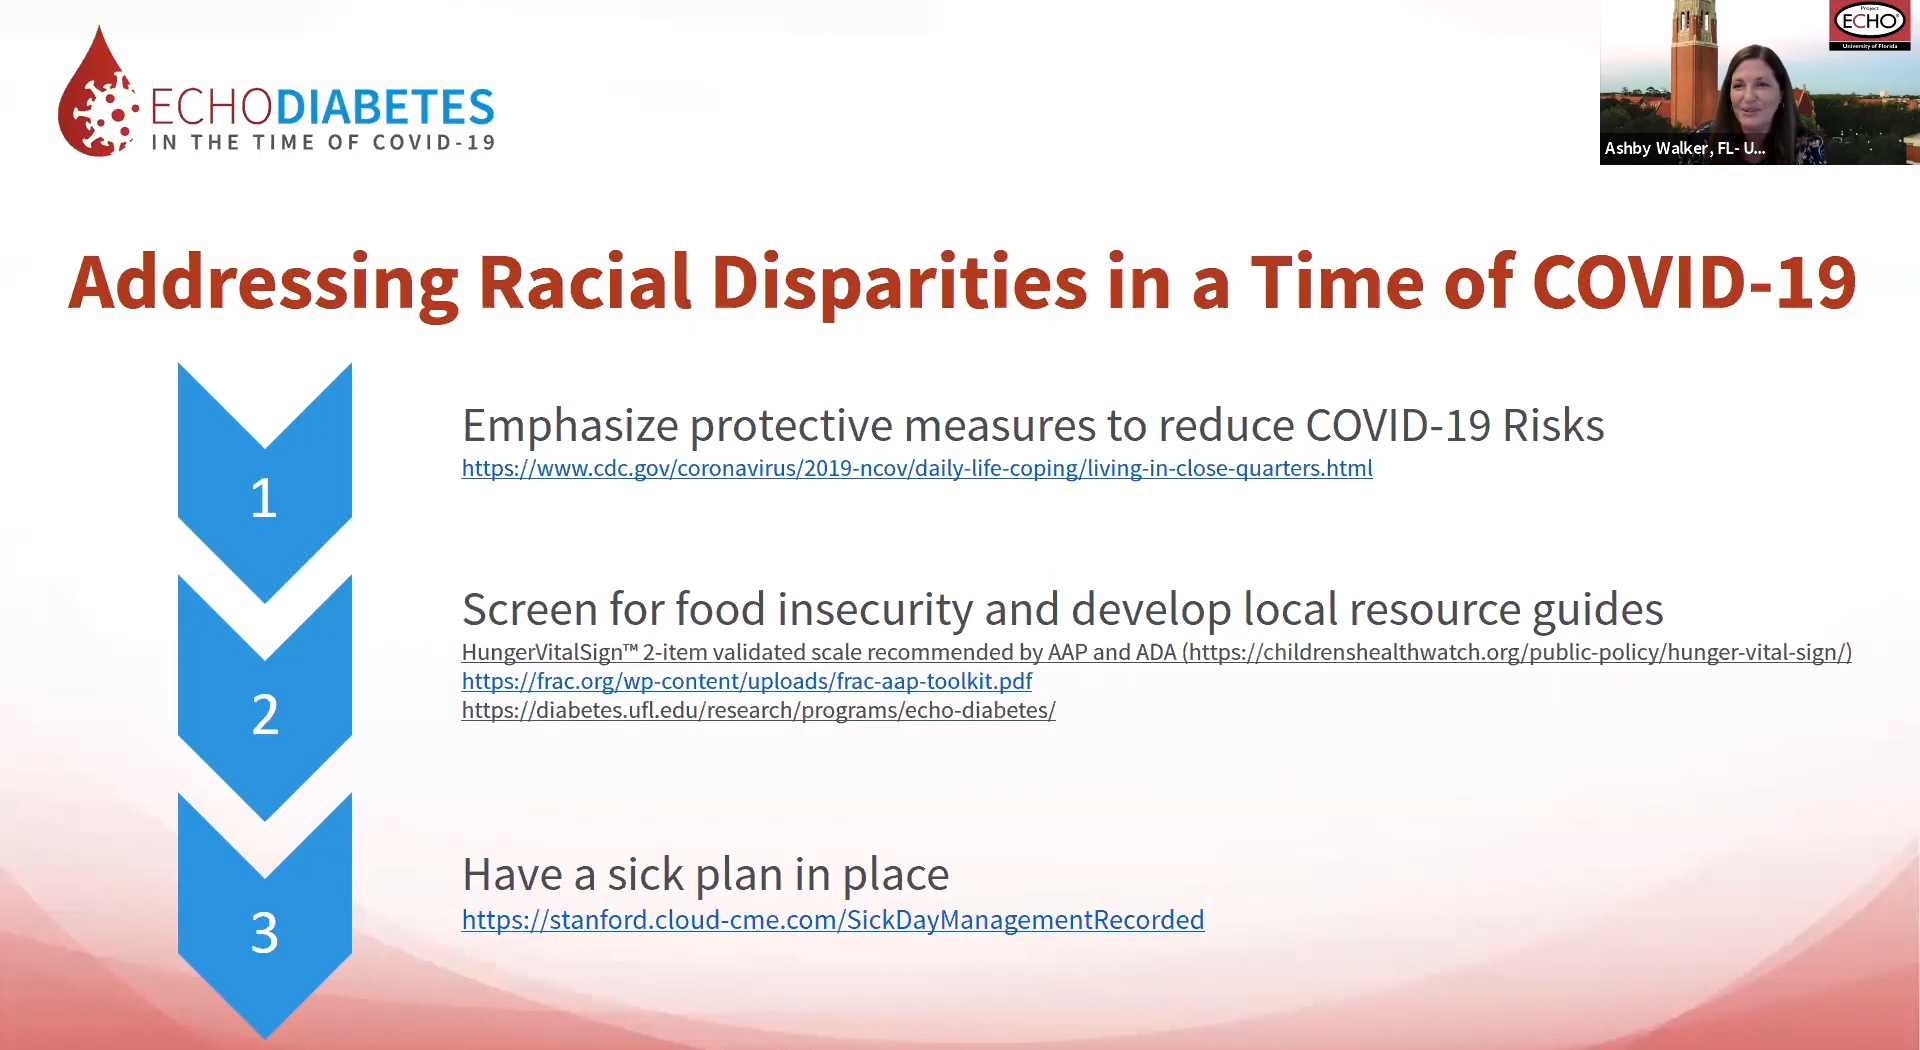 ECHODIABETES
IN THE TIME OF COVID-19
Project
ECHO®
University of Florida
Ashby Walker, FL- U...
Addressing Racial Disparities in a Time of COVID-19
1
Emphasize protective measures to reduce COVID-19 Risks
https://www.cdc.gov/coronavirus/2019-ncov/daily-life-coping/living-in-close-quarters.html
2
Screen for food insecurity and develop local resource guides
HungerVitalSign™ 2-item validated scale recommended by AAP and ADA (https://childrenshealthwatch.org/public-policy/hunger-vital-sign/)
https://frac.org/wp-content/uploads/frac-aap-toolkit.pdf
https://diabetes.ufl.edu/research/programs/echo-diabetes/
3
Have a sick plan in place
https://stanford.cloud-cme.com/SickDayManagementRecorded